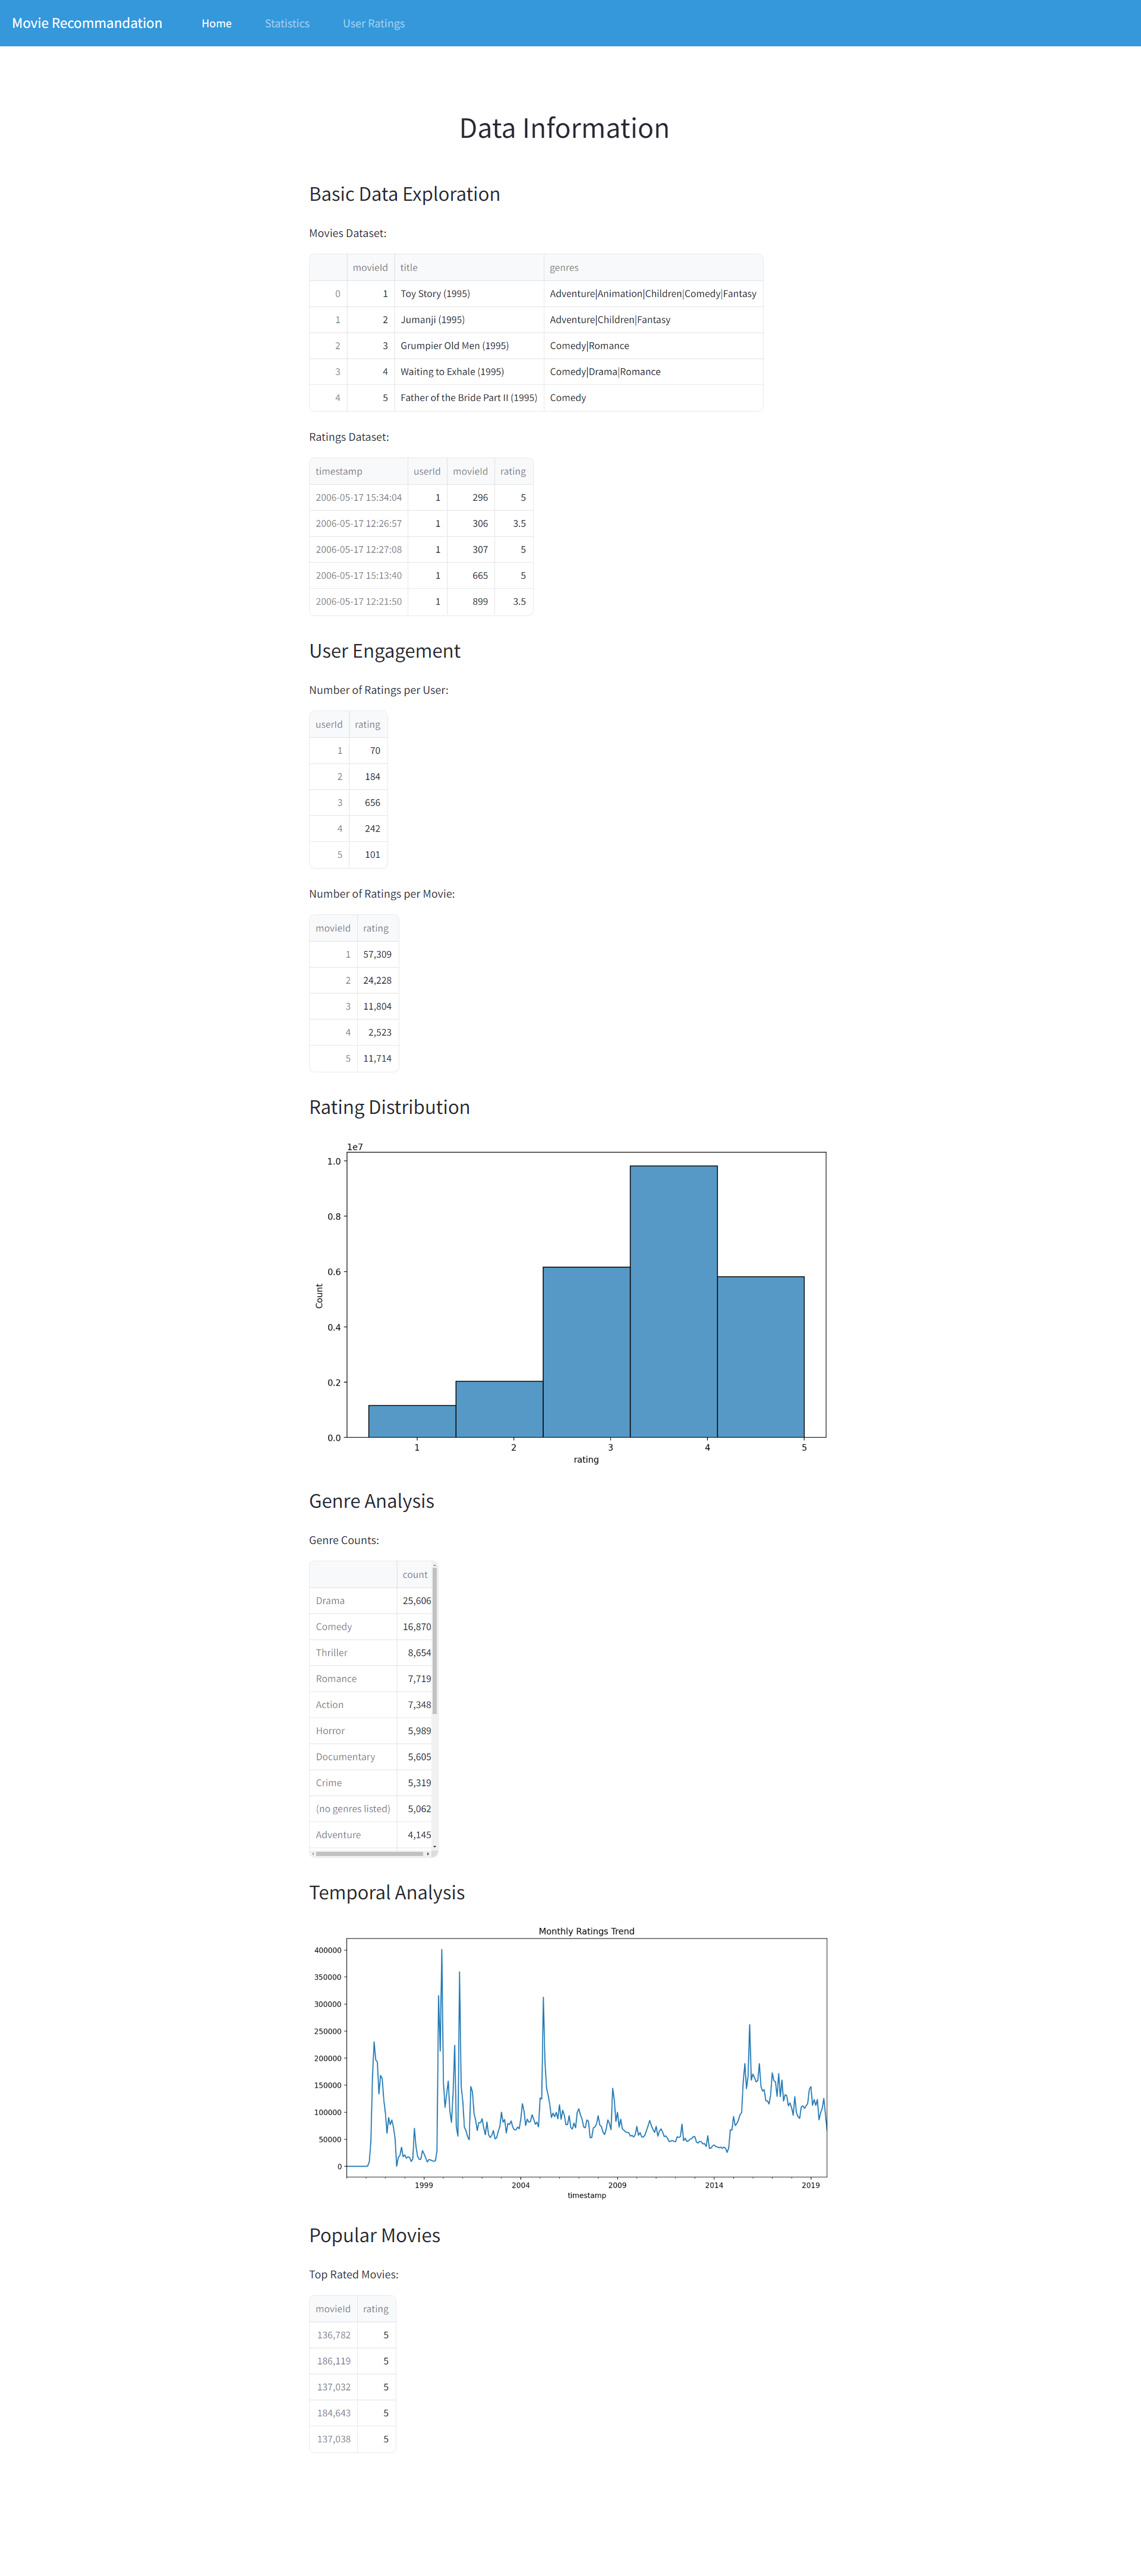 Movie Recommandation Home Statistics User Ratings
Data Information
Basic Data Exploration
Movies Dataset:
movieId title genres
0 1 Toy Story (1995) Adventure|Animation|Children|Comedy|Fantasy
1 2 Jumanji (1995) Adventure|Children|Fantasy
2 3 Grumpier Old Men (1995) Comedy|Romance
3 4 Waiting to Exhale (1995) Comedy|Drama|Romance
4 5 Father of the Bride Part II (1995) Comedy
Ratings Dataset:
timestamp userId movieId rating
2006-05-17 15:34:04 1 296 5
2006-05-17 12:26:57 1 306 3.5
2006-05-17 12:27:08 1 307 5
2006-05-17 15:13:40 1 665 5
2006-05-17 12:21:50 1 899 3.5
User Engagement
Number of Ratings per User:
userId rating
1 70
2 184
3 656
4 242
5 101
Number of Ratings per Movie:
movieId rating
1 57,309
2 24,228
3 11,804
4 2,523
5 11,714
Rating Distribution
1e7
1.0
0.8
0.6
0.4
0.2
0.0
Count
1 2 3 4 5
rating
Genre Analysis
Genre Counts:
count
Drama 25,606
Comedy 16,870
Thriller 8,654
Romance 7,719
Action 7,348
Horror 5,989
Documentary 5,605
Crime 5,319
(no genres listed) 5,062
Adventure 4,145
Temporal Analysis
Monthly Ratings Trend
400000
350000
300000
250000
200000
150000
100000
50000
0
1999 2004 2009 2014 2019
timestamp
Popular Movies
Top Rated Movies:
movieId rating
136,782 5
186,119 5
137,032 5
184,643 5
137,038 5